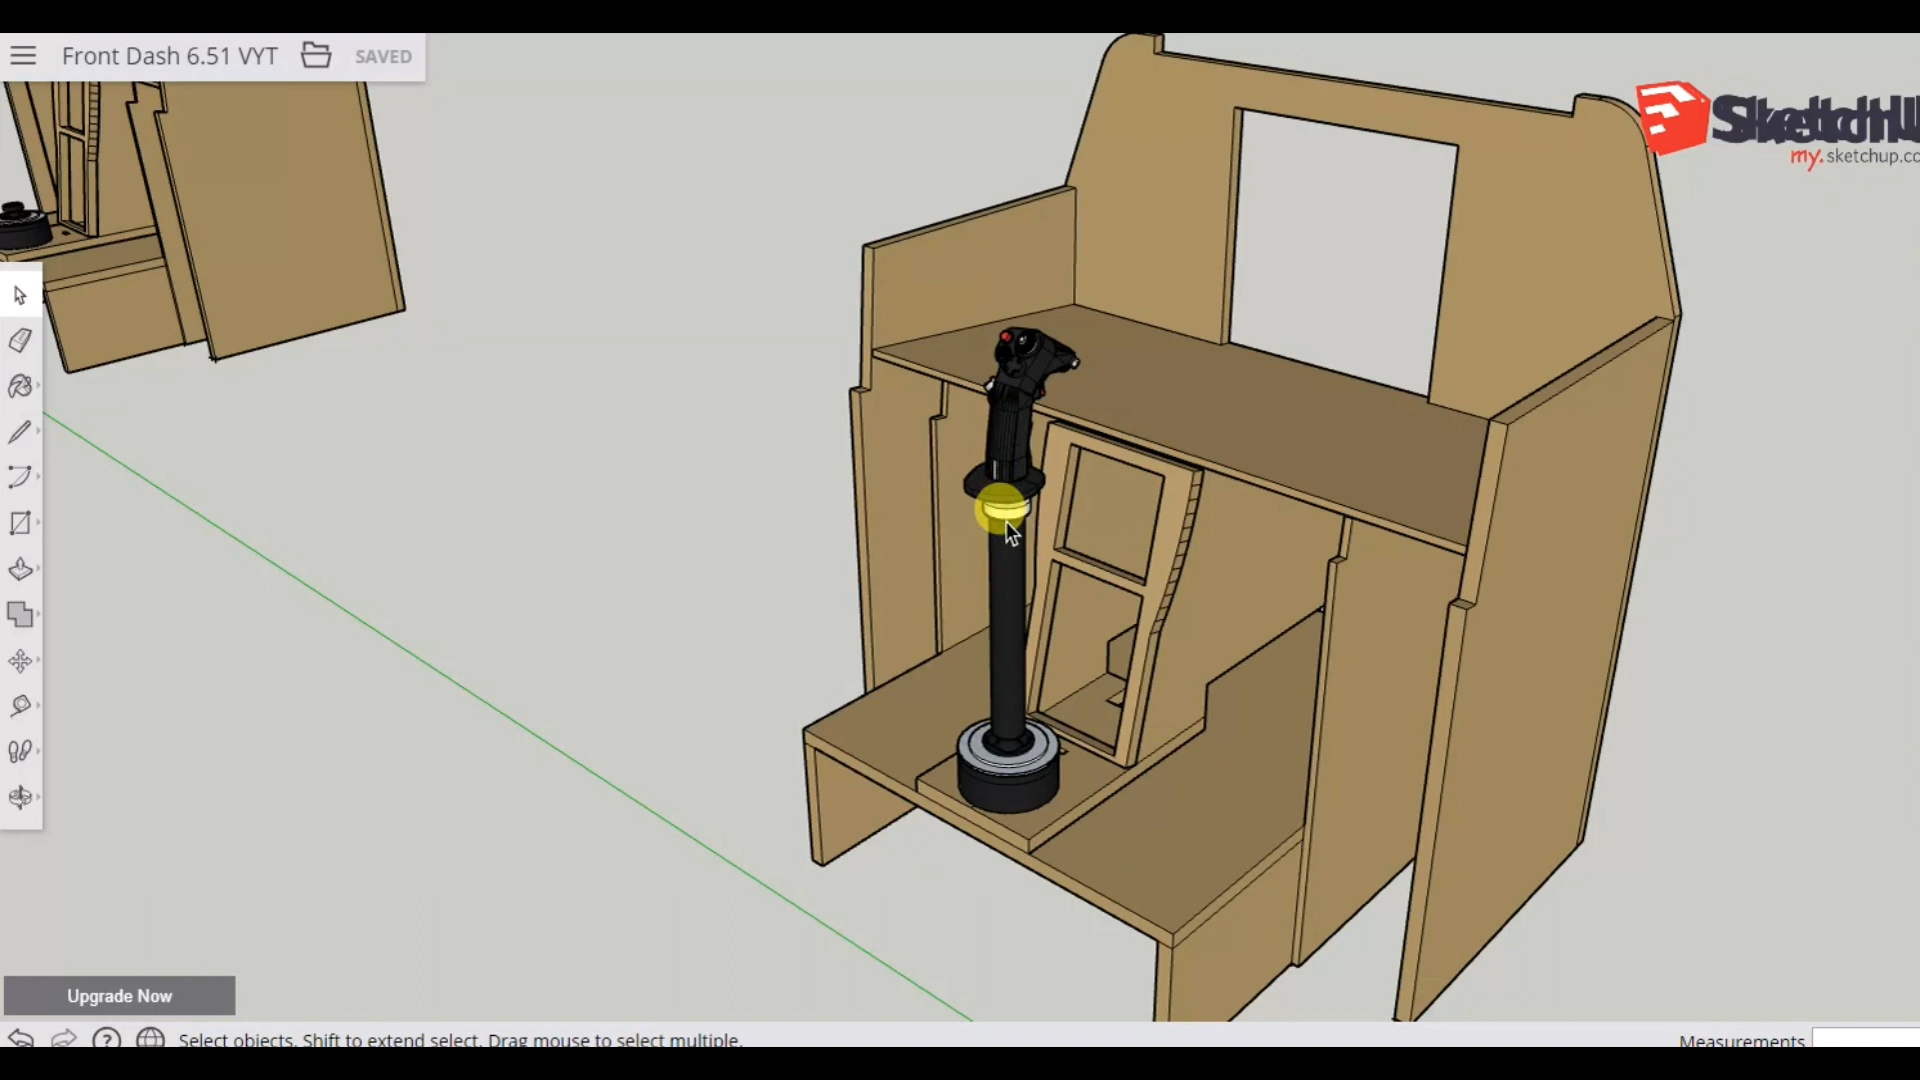 Front Dash 6.51 VYT SAVED
my.sketchup.co
Upgrade Now
Select objects. Shift to extend select. Drag mouse to select multiple.
Measurements